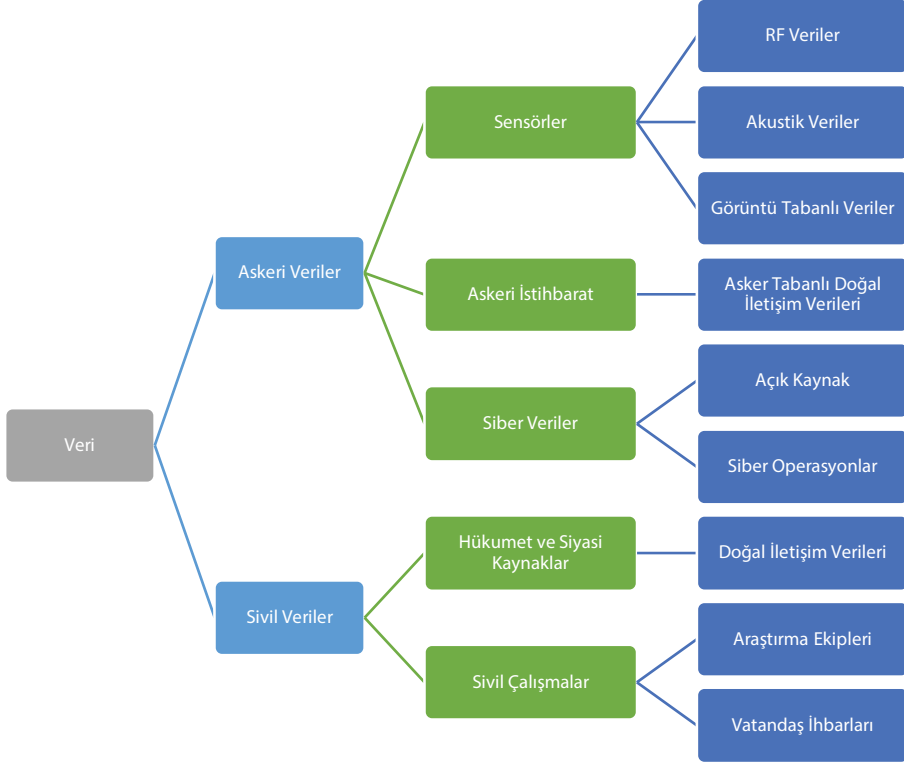 Veri
Askeri Veriler
Sensörler
RF Veriler
Akustik Veriler
Görüntü Tabanlı Veriler
Askeri İstihbarat
Asker Tabanlı Doğal
İletişim Verileri
Siber Veriler
Açık Kaynak
Siber Operasyonlar
Sivil Veriler
Hükumet ve Siyasi
Kaynaklar
Doğal İletişim Verileri
Sivil Çalışmalar
Araştırma Ekipleri
Vatandaş İhbarları